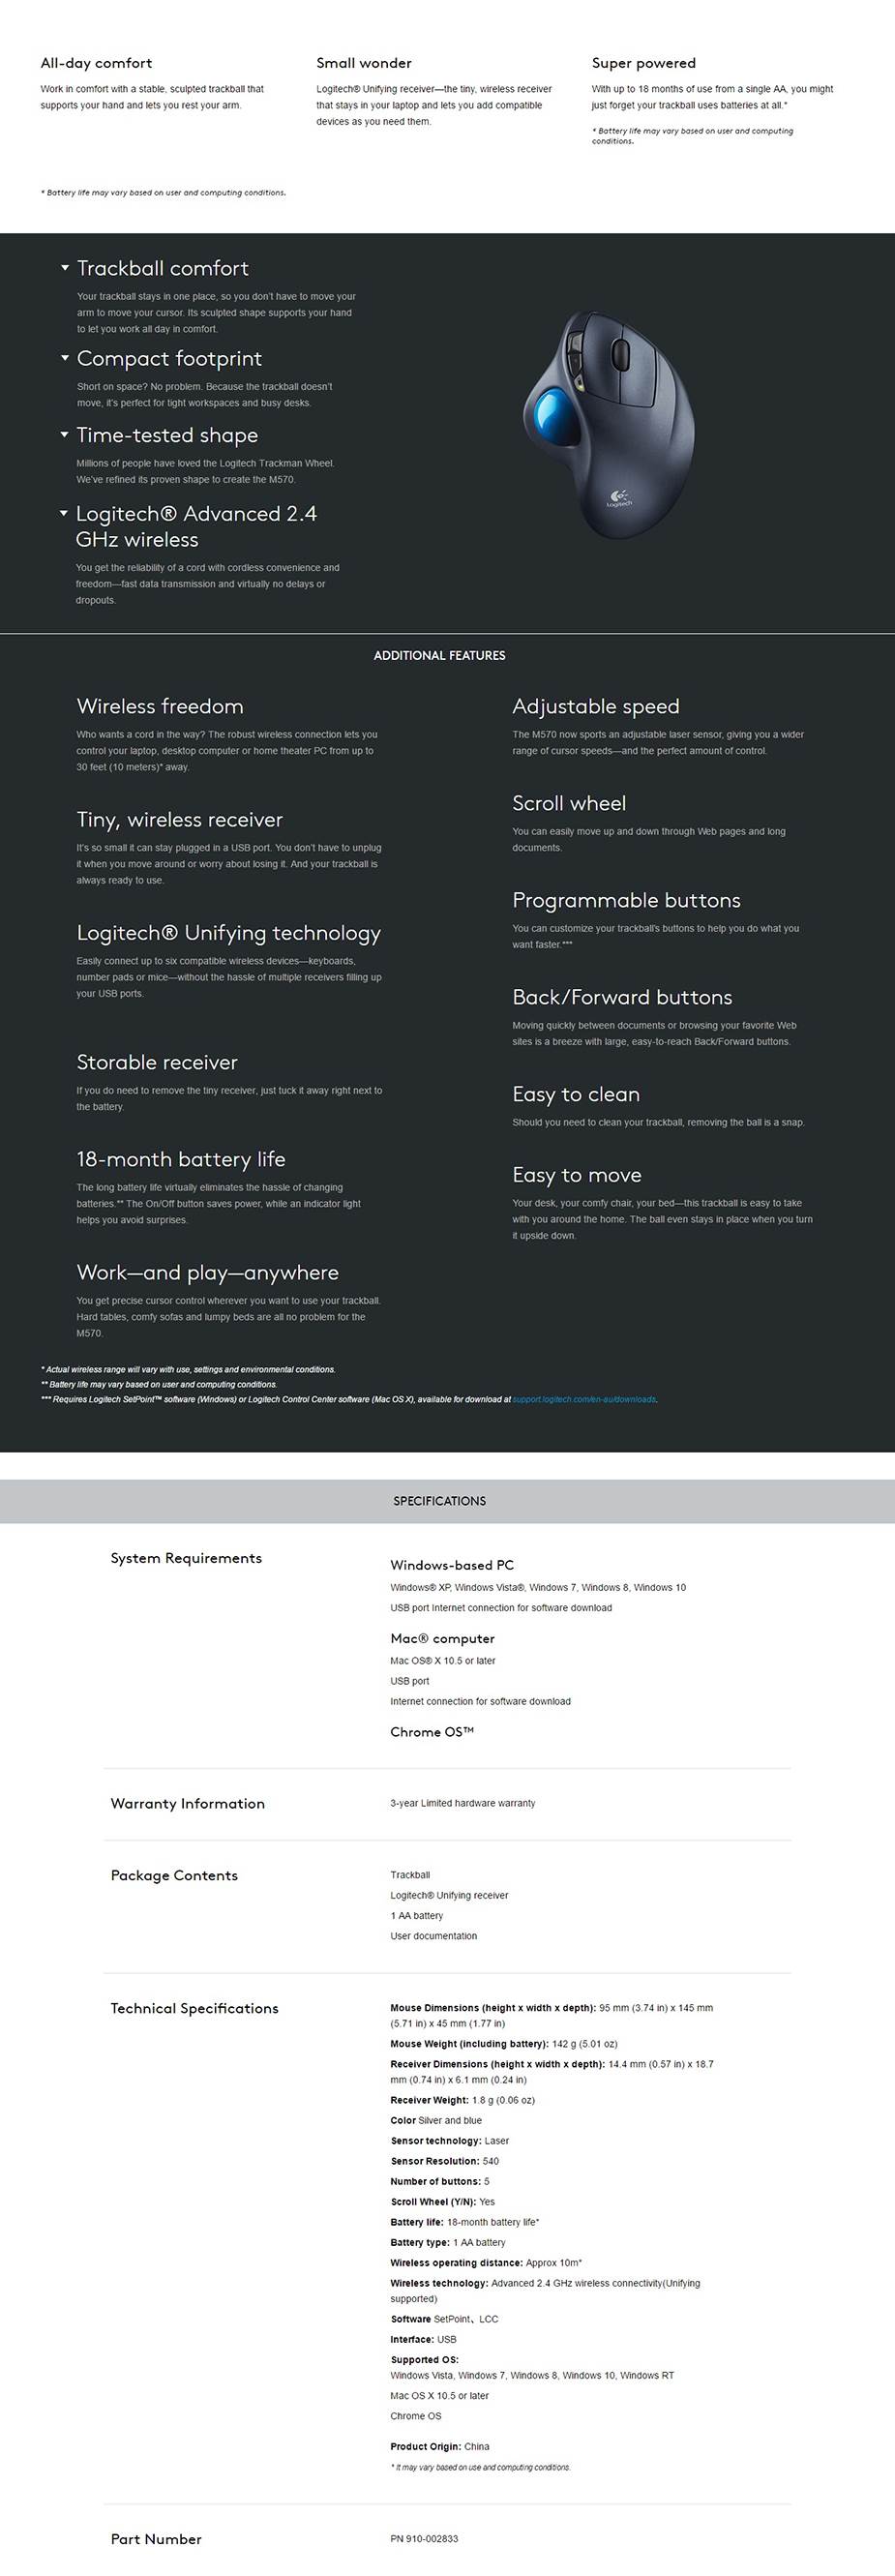 All-day comfort
Work in comfort with a stable, sculpted trackball that
supports your hand and lets you rest your arm.
Small wonder
Logitech® Unifying receiver—the tiny, wireless receiver
that stays in your laptop and lets you add compatible
devices as you need them.
Super powered
With up to 18 months of use from a single AA, you might
just forget your trackball uses batteries at all.*
* Battery life may vary based on user and computing
conditions.
* Battery life may vary based on user and computing conditions.
Trackball comfort
Your trackball stays in one place, so you don't have to move your
arm to move your cursor. Its sculpted shape supports your hand
to let you work all day in comfort.
Compact footprint
Short on space? No problem. Because the trackball doesn't
move, it's perfect for tight workspaces and busy desks.
Time-tested shape
Millions of people have loved the Logitech Trackman Wheel.
We've refined its proven shape to create the M570.
Logitech® Advanced 2.4
GHz wireless
You get the reliability of a cord with cordless convenience and
freedom—fast data transmission and virtually no delays or
dropouts.
Logitech
ADDITIONAL FEATURES
Wireless freedom
Who wants a cord in the way? The robust wireless connection lets you
control your laptop, desktop computer or home theater PC from up to
30 feet (10 meters)* away.
Tiny, wireless receiver
It's so small it can stay plugged in a USB port. You don't have to unplug
it when you move around or worry about losing it. And your trackball is
always ready to use.
Logitech® Unifying technology
Easily connect up to six compatible wireless devices—keyboards,
number pads or mice—without the hassle of multiple receivers filling up
your USB ports.
Storable receiver
If you do need to remove the tiny receiver, just tuck it away right next to
the battery.
18-month battery life
The long battery life virtually eliminates the hassle of changing
batteries.** The On/Off button saves power, while an indicator light
helps you avoid surprises.
Work—and play—anywhere
You get precise cursor control wherever you want to use your trackball.
Hard tables, comfy sofas and lumpy beds are all no problem for the
M570.
Adjustable speed
The M570 now sports an adjustable laser sensor, giving you a wider
range of cursor speeds—and the perfect amount of control.
Scroll wheel
You can easily move up and down through Web pages and long
documents.
Programmable buttons
You can customize your trackball's buttons to help you do what you
want faster.***
Back/Forward buttons
Moving quickly between documents or browsing your favorite Web
sites is a breeze with large, easy-to-reach Back/Forward buttons.
Easy to clean
Should you need to clean your trackball, removing the ball is a snap.
Easy to move
Your desk, your comfy chair, your bed—this trackball is easy to take
with you around the home. The ball even stays in place when you turn
it upside down.
* Actual wireless range will vary with use, settings and environmental conditions.
** Battery life may vary based on user and computing conditions.
*** Requires Logitech SetPoint™ software (Windows) or Logitech Control Center software (Mac OS X), available for download at support.logitech.com/en-au/downloads.
SPECIFICATIONS
System Requirements
Windows-based PC
Windows® XP, Windows Vista®, Windows 7, Windows 8, Windows 10
USB port Internet connection for software download
Mac® computer
Mac OS® X 10.5 or later
USB port
Internet connection for software download
Chrome OS™
Warranty Information
3-year Limited hardware warranty
Package Contents
Trackball
Logitech® Unifying receiver
1 AA battery
User documentation
Technical Specifications
Mouse Dimensions (height x width x depth): 95 mm (3.74 in) x 145 mm
(5.71 in) x 45 mm (1.77 in)
Mouse Weight (including battery): 142 g (5.01 oz)
Receiver Dimensions (height x width x depth): 14.4 mm (0.57 in) x 18.7
mm (0.74 in) x 6.1 mm (0.24 in)
Receiver Weight: 1.8 g (0.06 oz)
Color Silver and blue
Sensor technology: Laser
Sensor Resolution: 540
Number of buttons: 5
Scroll Wheel (Y/N): Yes
Battery life: 18-month battery life*
Battery type: 1 AA battery
Wireless operating distance: Approx 10m*
Wireless technology: Advanced 2.4 GHz wireless connectivity(Unifying
supported)
Software SetPoint、LCC
Interface: USB
Supported OS:
Windows Vista, Windows 7, Windows 8, Windows 10, Windows RT
Mac OS X 10.5 or later
Chrome OS
Product Origin: China
* It may vary based on use and computing conditions.
Part Number
PN 910-002833